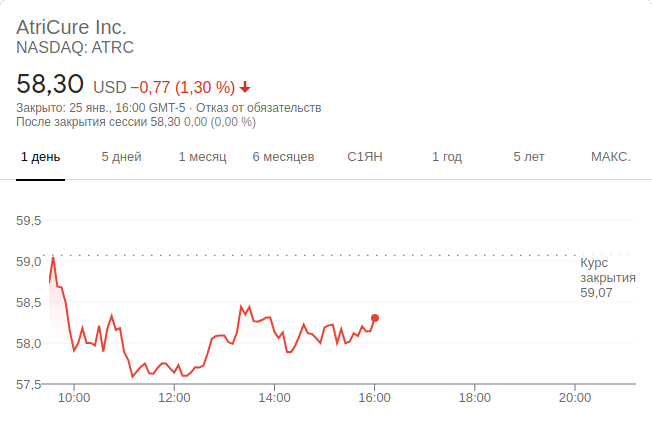 AtriCure Inc.
NASDAQ: ATRC
58,30 USD −0,77 (1,30 %)
Закрыто: 25 янв., 16:00 GMT-5 · Отказ от обязательств
После закрытия сессии 58,30 0,00 (0,00 %)
1 день 5 дней 1 месяц 6 месяцев С1ЯН 1 год 5 лет МАКС.
59,5
59,0
Курс
закрытия
59,07
58,5
58,0
57,5
10:00 12:00 14:00 16:00 18:00 20:00